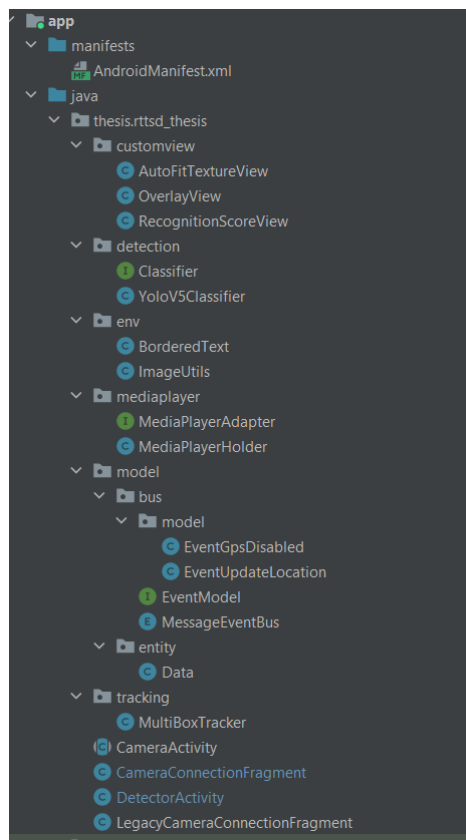 app
manifests
MF AndroidManifest.xml
java
thesis.rttsd_thesis
customview
C AutoFitTextureView
C OverlayView
C RecognitionScoreView
detection
I Classifier
C YoloV5Classifier
env
C BorderedText
C ImageUtils
mediaplayer
I MediaPlayerAdapter
C MediaPlayerHolder
model
bus
model
C EventGpsDisabled
C EventUpdateLocation
I EventModel
E MessageEventBus
entity
C Data
tracking
C MultiBoxTracker
C CameraActivity
C CameraConnectionFragment
C DetectorActivity
C LegacyCameraConnectionFragment